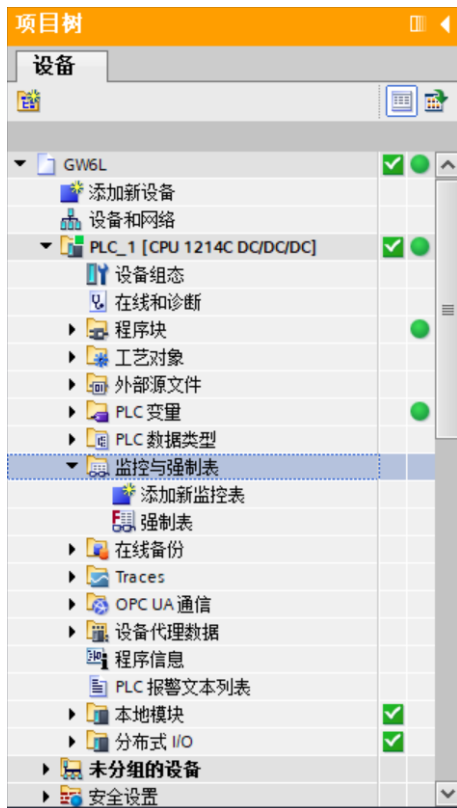 项目树
设备
GW6L
添加新设备
设备和网络
PLC_1 [CPU 1214C DC/DC/DC]
设备组态
在线和诊断
程序块
工艺对象
外部源文件
PLC 变量
PLC 数据类型
监控与强制表
添加新监控表
强制表
在线备份
Traces
OPC UA 通信
设备代理数据
程序信息
PLC 报警文本列表
本地模块
分布式 I/O
未分组的设备
安全设置